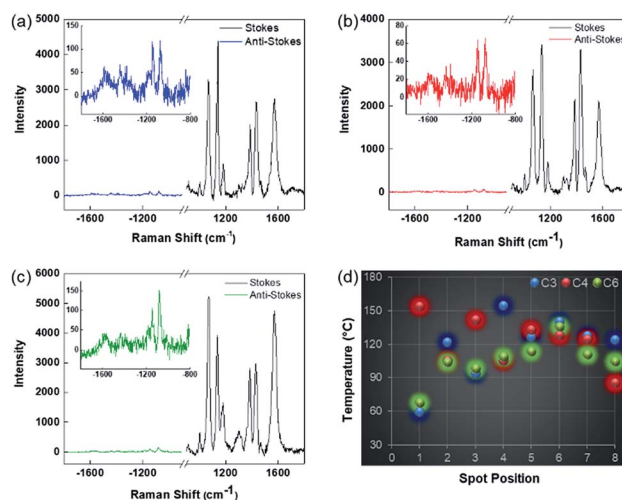 (a)
5000
4000
3000
2000
1000
0
Intensity
150
100
50
0
-1600
-1200
-800
Stokes
Anti-Stokes
-1600
-1200
1200
1600
Raman Shift (cm-1)
(b)
4000
3000
2000
1000
0
Intensity
80
60
40
20
0
-1600
-1200
-800
Stokes
Anti-Stokes
-1600
-1200
1200
1600
Raman Shift (cm-1)
(c)
6000
5000
4000
3000
2000
1000
0
Intensity
150
100
50
0
-1600
-1200
-800
Stokes
Anti-Stokes
-1600
-1200
1200
1600
Raman Shift (cm-1)
(d)
180
150
120
90
60
30
Temperature (°C)
C3 C4 C6
0 1 2 3 4 5 6 7 8
Spot Position